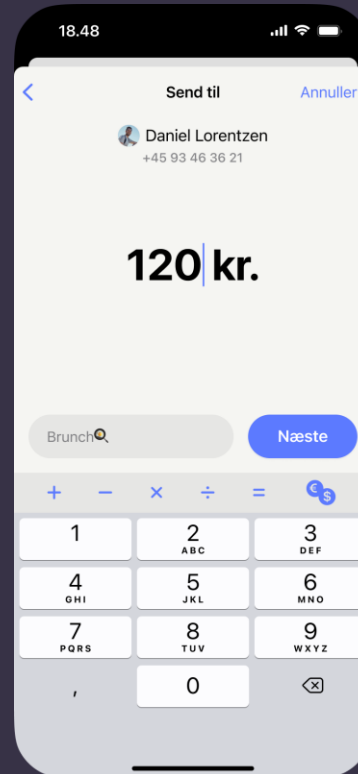 18.48
Send til
Annuller
Daniel Lorentzen
+45 93 46 36 21
120 kr.
Brunch🍳
Næste
+ − × ÷ = € $
1
2 ABC
3 DEF
4 GHI
5 JKL
6 MNO
7 PQRS
8 TUV
9 WXYZ
, 0